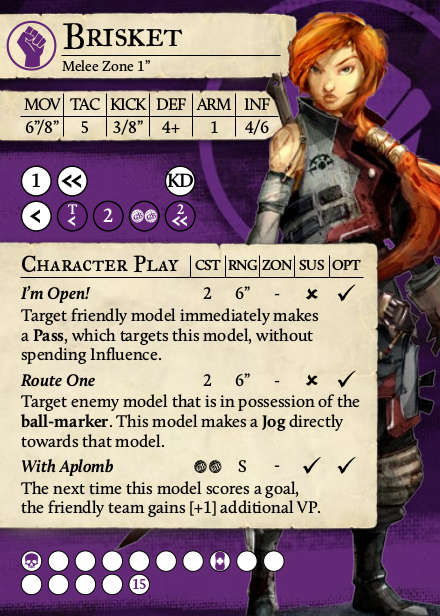 BRISKET
Melee Zone 1”
MOV TAC KICK DEF ARM INF
6”/8” 5 3/8” 4+ 1 4/6
1 << KD
< T < 2 2 <<
CHARACTER PLAY CST RNG ZON SUS OPT
I'm Open! 2 6” - ✗ ✓
Target friendly model immediately makes
a Pass, which targets this model, without
spending Influence.
Route One 2 6” - ✗ ✓
Target enemy model that is in possession of the
ball-marker. This model makes a Jog directly
towards that model.
With Aplomb S - ✓ ✓
The next time this model scores a goal,
the friendly team gains [+1] additional VP.
15